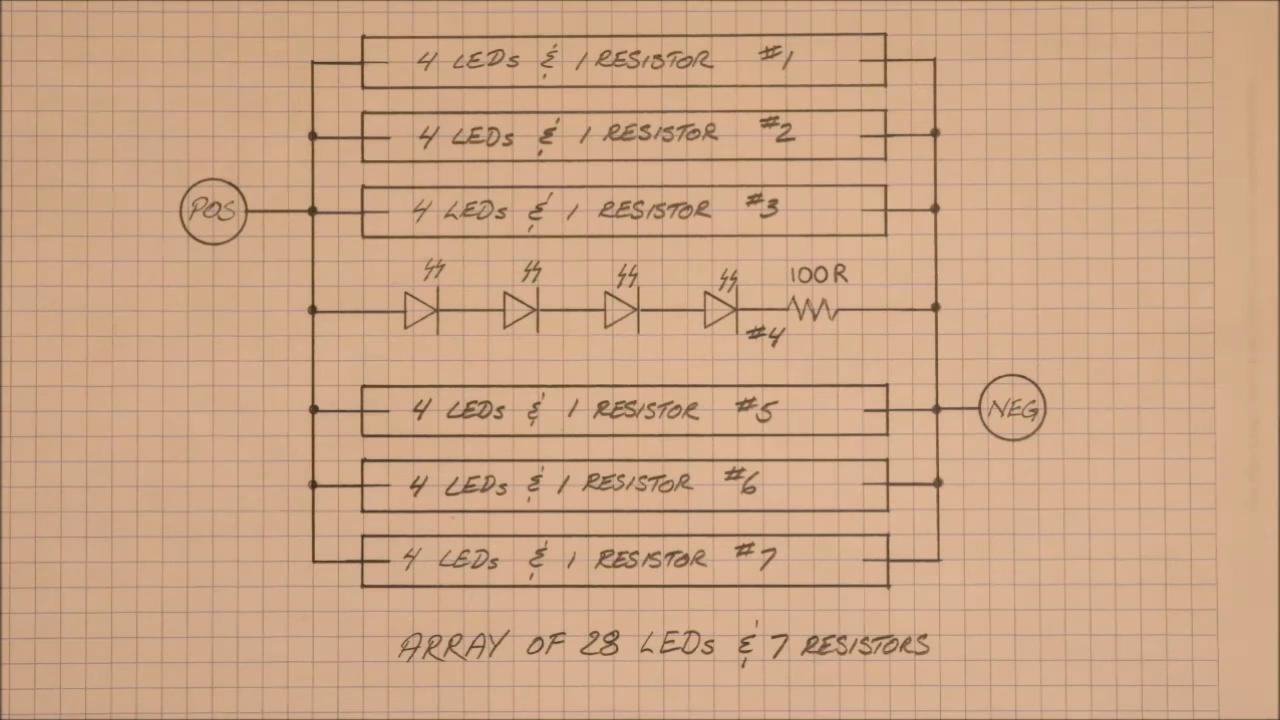 4 LEDs & 1 RESISTOR #1
4 LEDs & 1 RESISTOR #2
POS
4 LEDs & 1 RESISTOR #3
100R
#4
4 LEDs & 1 RESISTOR #5
NEG
4 LEDs & 1 RESISTOR #6
4 LEDs & 1 RESISTOR #7
ARRAY OF 28 LEDs & 7 RESISTORS